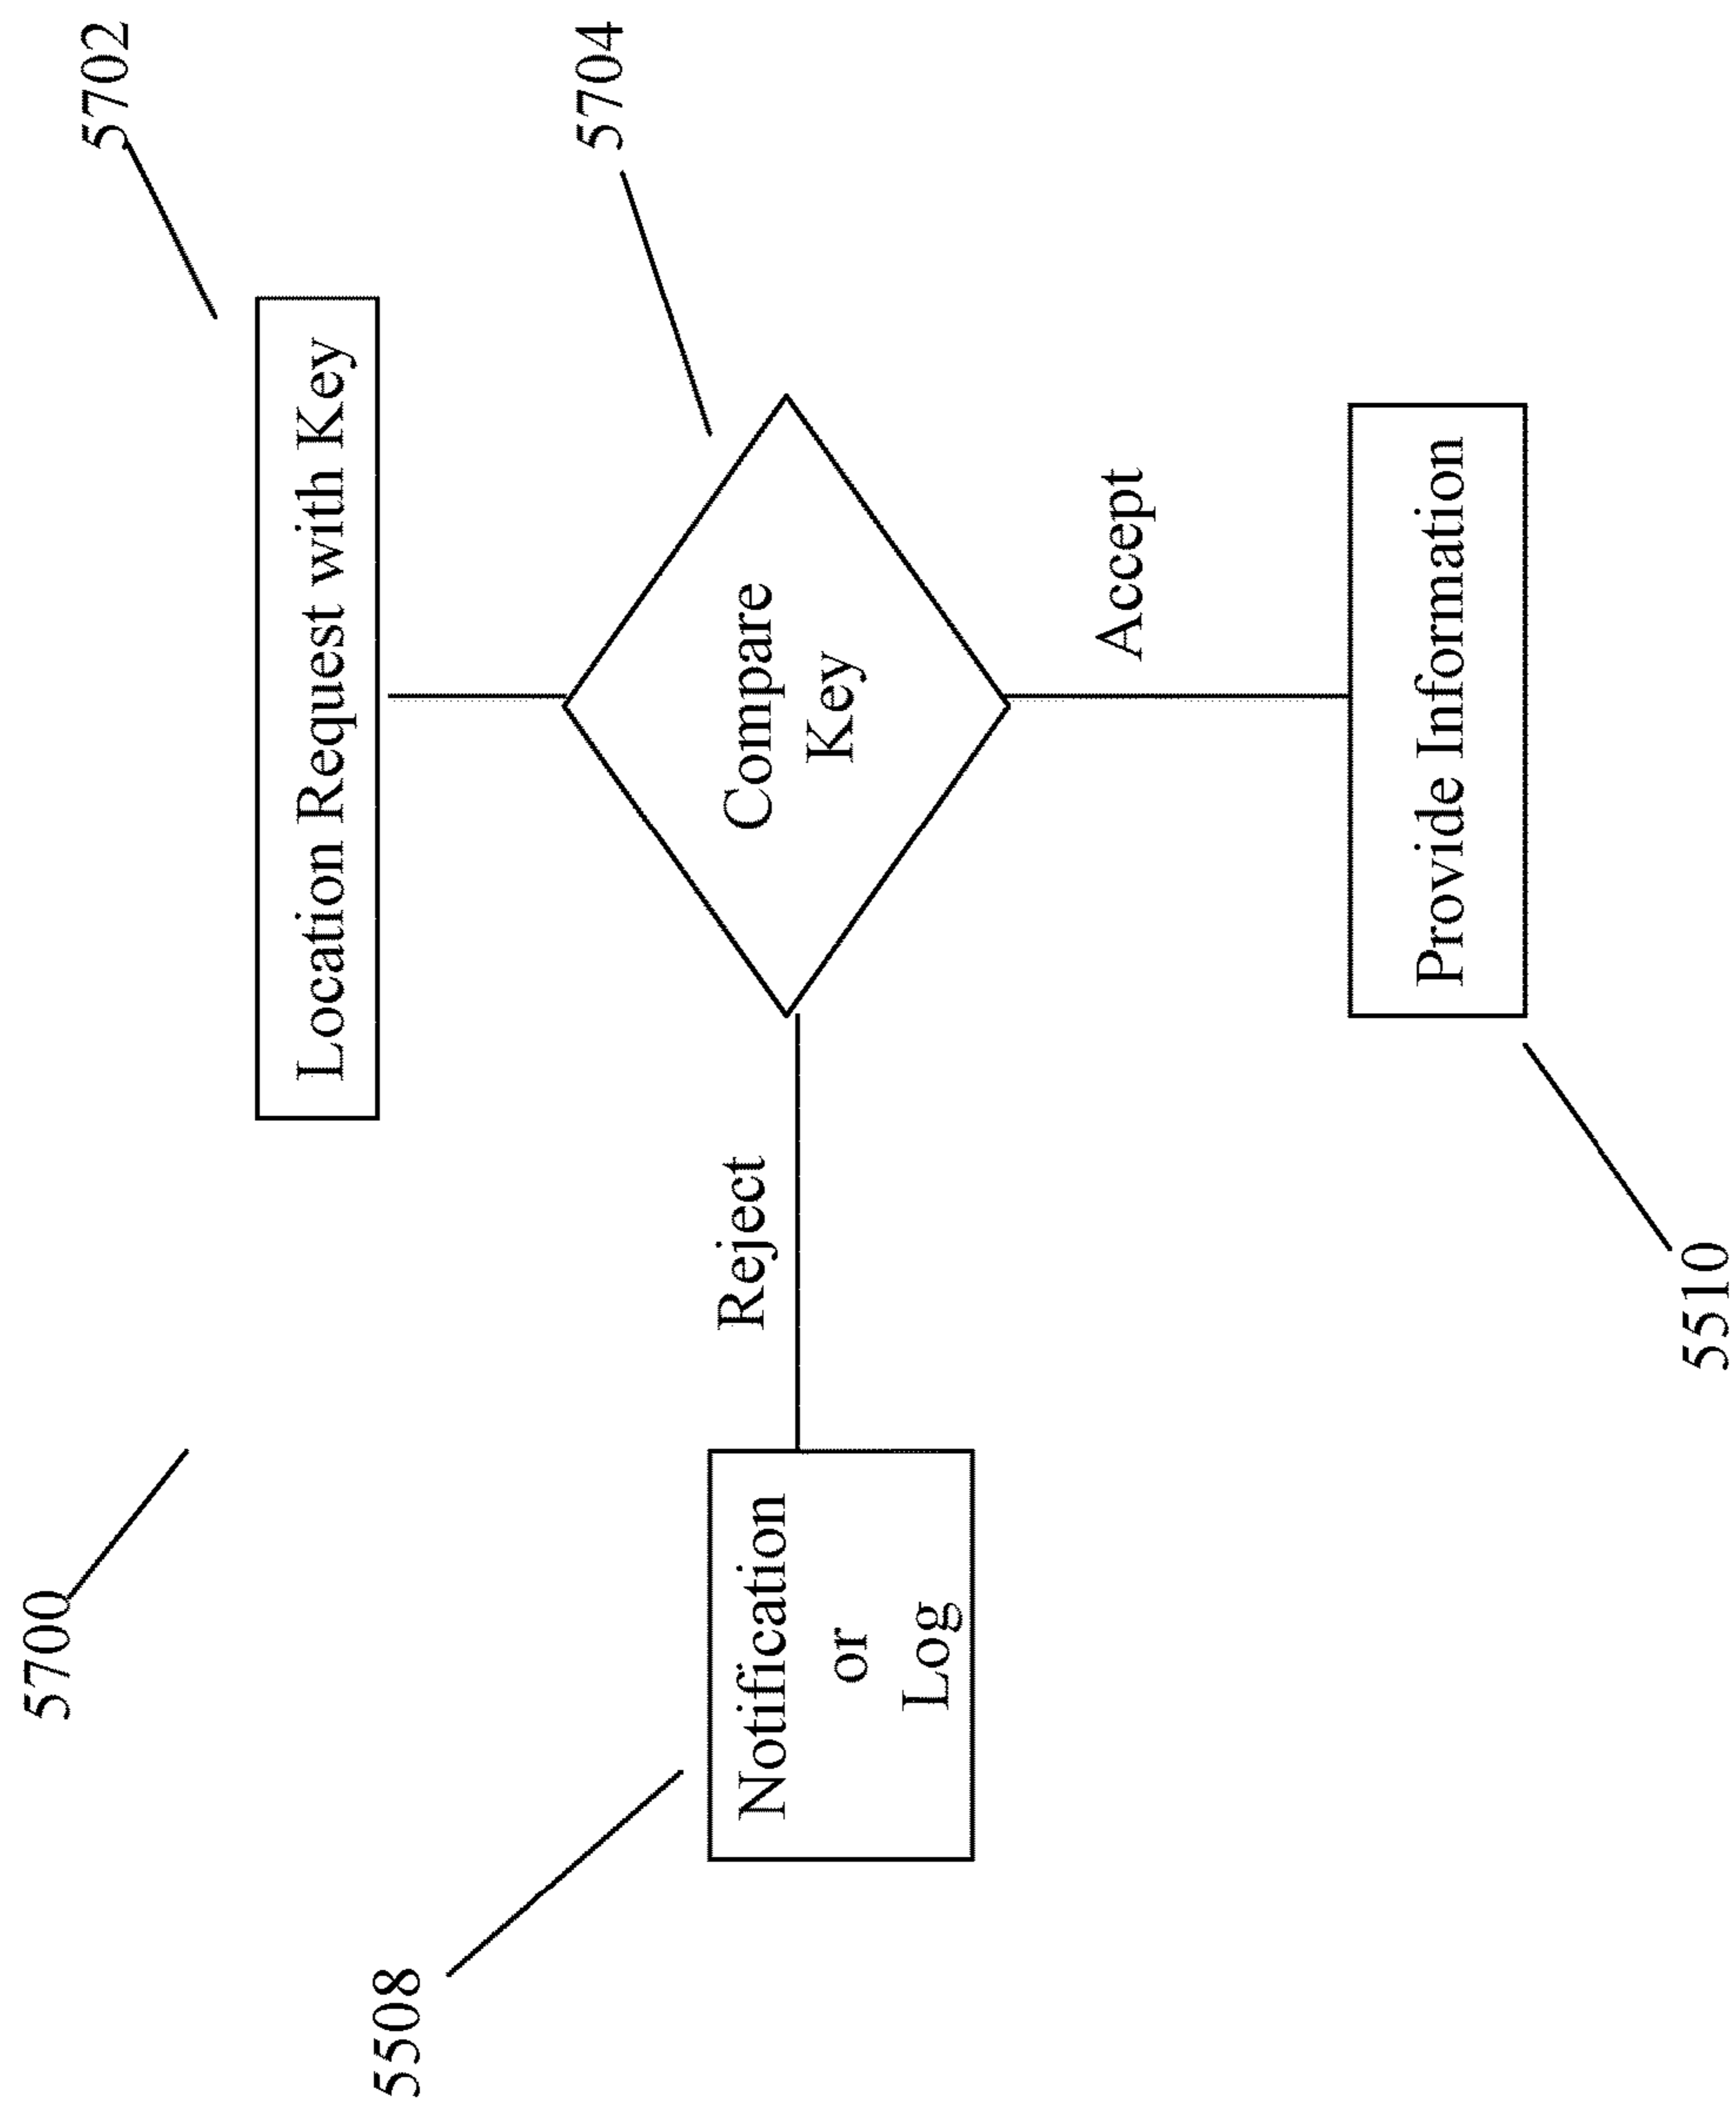 5700
5702
Location Request with Key
5508
5704
Notification
or
Log
Reject
Compare
Key
Accept
Provide Information
5510